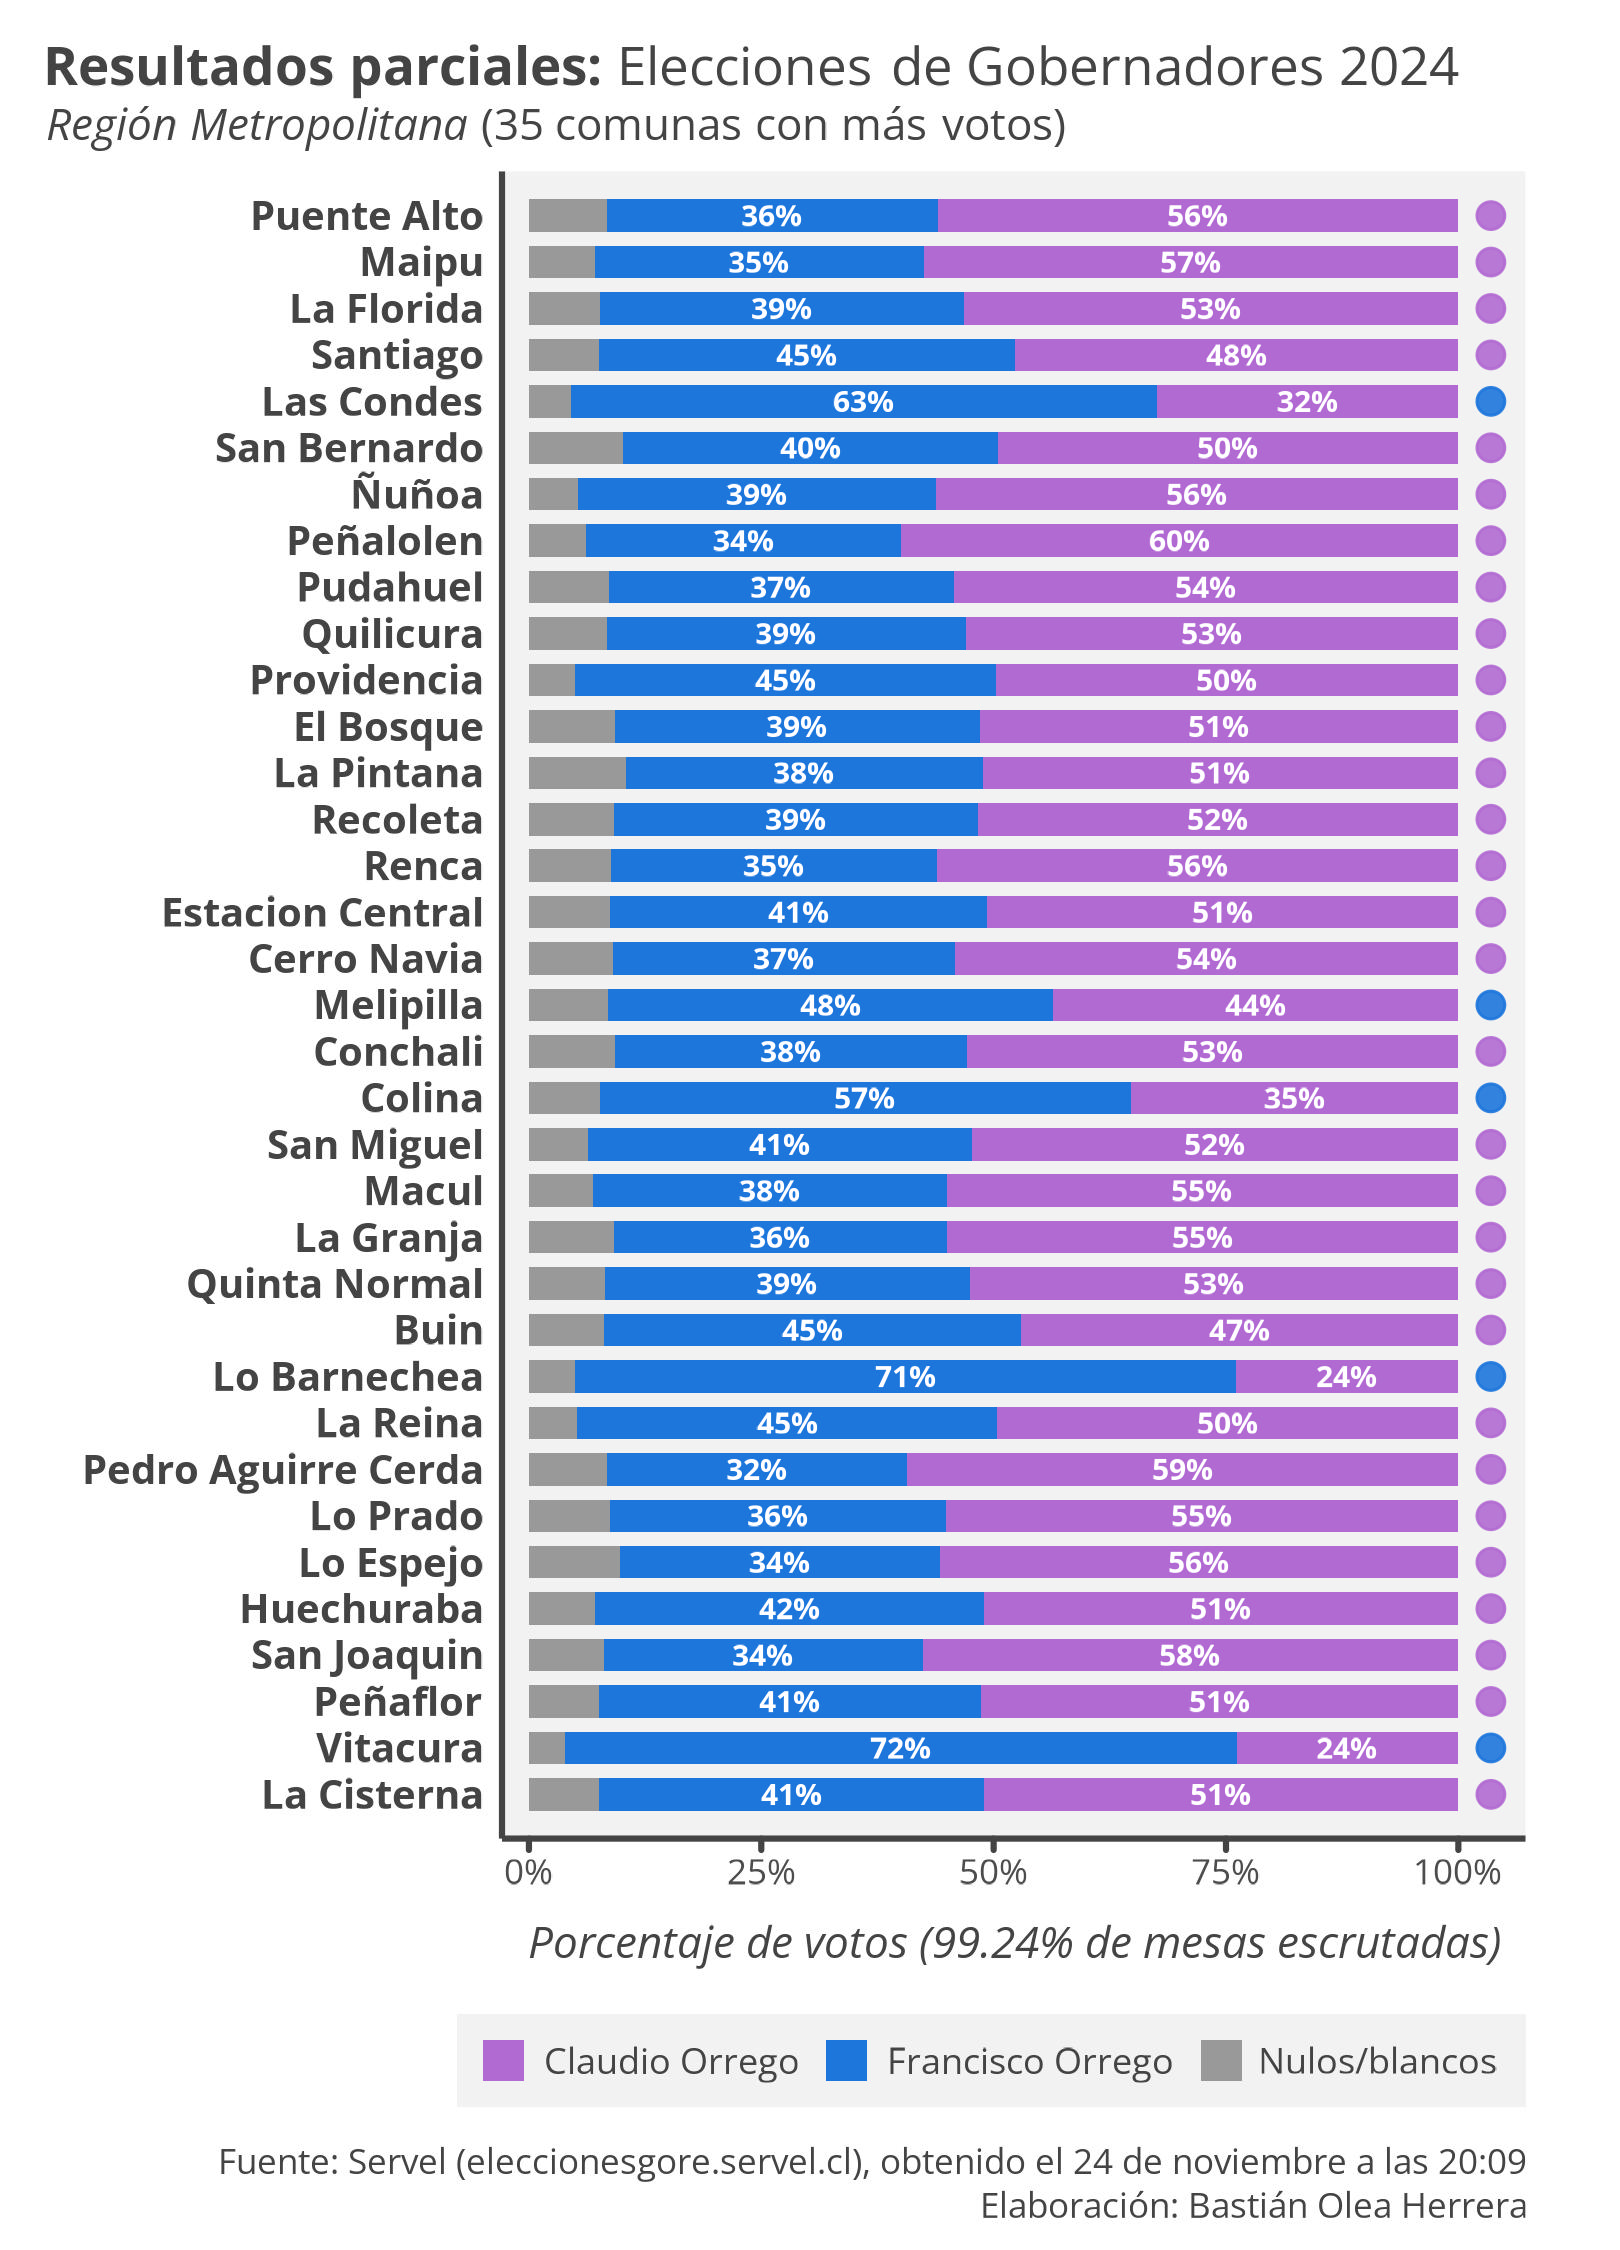 Resultados parciales: Elecciones de Gobernadores 2024
Región Metropolitana (35 comunas con más votos)
Puente Alto 36% 56%
Maipu 35% 57%
La Florida 39% 53%
Santiago 45% 48%
Las Condes 63% 32%
San Bernardo 40% 50%
Ñuñoa 39% 56%
Peñalolen 34% 60%
Pudahuel 37% 54%
Quilicura 39% 53%
Providencia 45% 50%
El Bosque 39% 51%
La Pintana 38% 51%
Recoleta 39% 52%
Renca 35% 56%
Estacion Central 41% 51%
Cerro Navia 37% 54%
Melipilla 48% 44%
Conchali 38% 53%
Colina 57% 35%
San Miguel 41% 52%
Macul 38% 55%
La Granja 36% 55%
Quinta Normal 39% 53%
Buin 45% 47%
Lo Barnechea 71% 24%
La Reina 45% 50%
Pedro Aguirre Cerda 32% 59%
Lo Prado 36% 55%
Lo Espejo 34% 56%
Huechuraba 42% 51%
San Joaquin 34% 58%
Peñaflor 41% 51%
Vitacura 72% 24%
La Cisterna 41% 51%
0% 25% 50% 75% 100%
Porcentaje de votos (99.24% de mesas escrutadas)
Claudio Orrego Francisco Orrego Nulos/blancos
Fuente: Servel (eleccionesgore.servel.cl), obtenido el 24 de noviembre a las 20:09
Elaboración: Bastián Olea Herrera